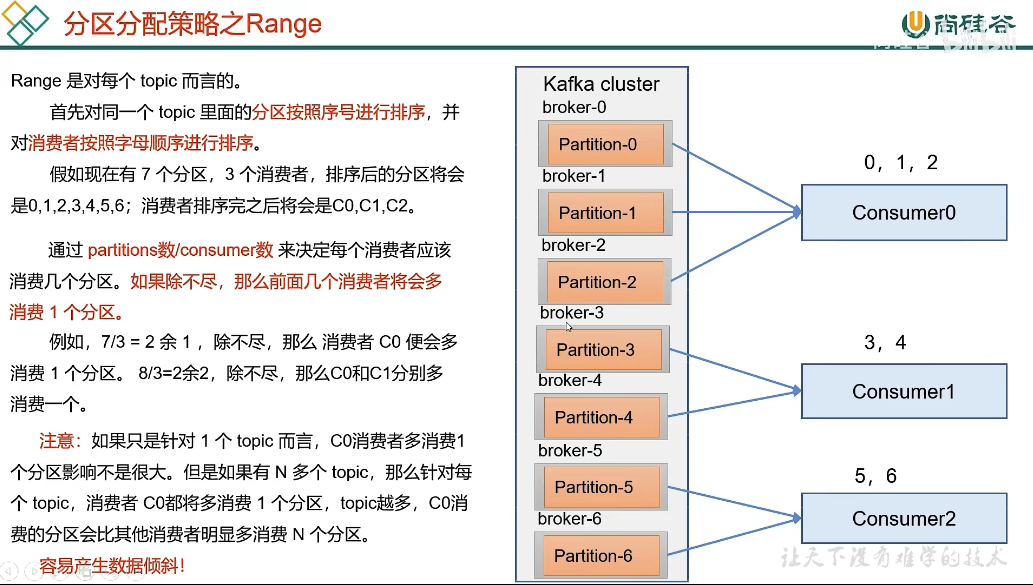 分区分配策略之Range
尚硅谷
Range 是对每个 topic 而言的。
首先对同一个 topic 里面的分区按照序号进行排序，并
对消费者按照字母顺序进行排序。
假如现在有 7 个分区，3 个消费者，排序后的分区将会
是0,1,2,3,4,5,6；消费者排序完之后将会是C0,C1,C2。
通过 partitions数/consumer数 来决定每个消费者应该
消费几个分区。如果除不尽，那么前面几个消费者将会多
消费 1 个分区。
例如，7/3 = 2 余 1 ，除不尽，那么 消费者 C0 便会多
消费 1 个分区。 8/3=2余2，除不尽，那么C0和C1分别多
消费一个。
注意：如果只是针对 1 个 topic 而言，C0消费者多消费1
个分区影响不是很大。但是如果有 N 多个 topic，那么针对每
个 topic，消费者 C0都将多消费 1 个分区，topic越多，C0消
费的分区会比其他消费者明显多消费 N 个分区。
容易产生数据倾斜！
Kafka cluster
broker-0
Partition-0
broker-1
Partition-1
broker-2
Partition-2
broker-3
Partition-3
broker-4
Partition-4
broker-5
Partition-5
broker-6
Partition-6
0，1，2
Consumer0
3，4
Consumer1
5，6
Consumer2
让天下没有难学的技术